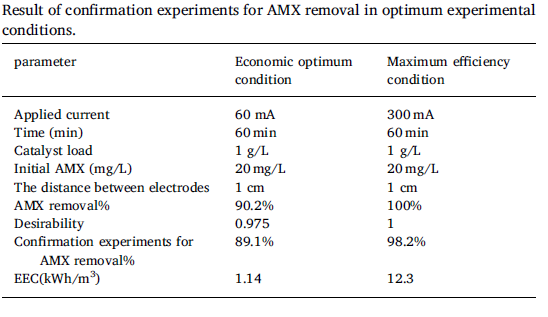 Result of confirmation experiments for AMX removal in optimum experimental
conditions.
parameter Economic optimum Maximum efficiency
condition condition
Applied current 60 mA 300 mA
Time (min) 60 min 60 min
Catalyst load 1 g/L 1 g/L
Initial AMX (mg/L) 20 mg/L 20 mg/L
The distance between electrodes 1 cm 1 cm
AMX removal% 90.2% 100%
Desirability 0.975 1
Confirmation experiments for 89.1% 98.2%
AMX removal%
EEC(kWh/m³) 1.14 12.3